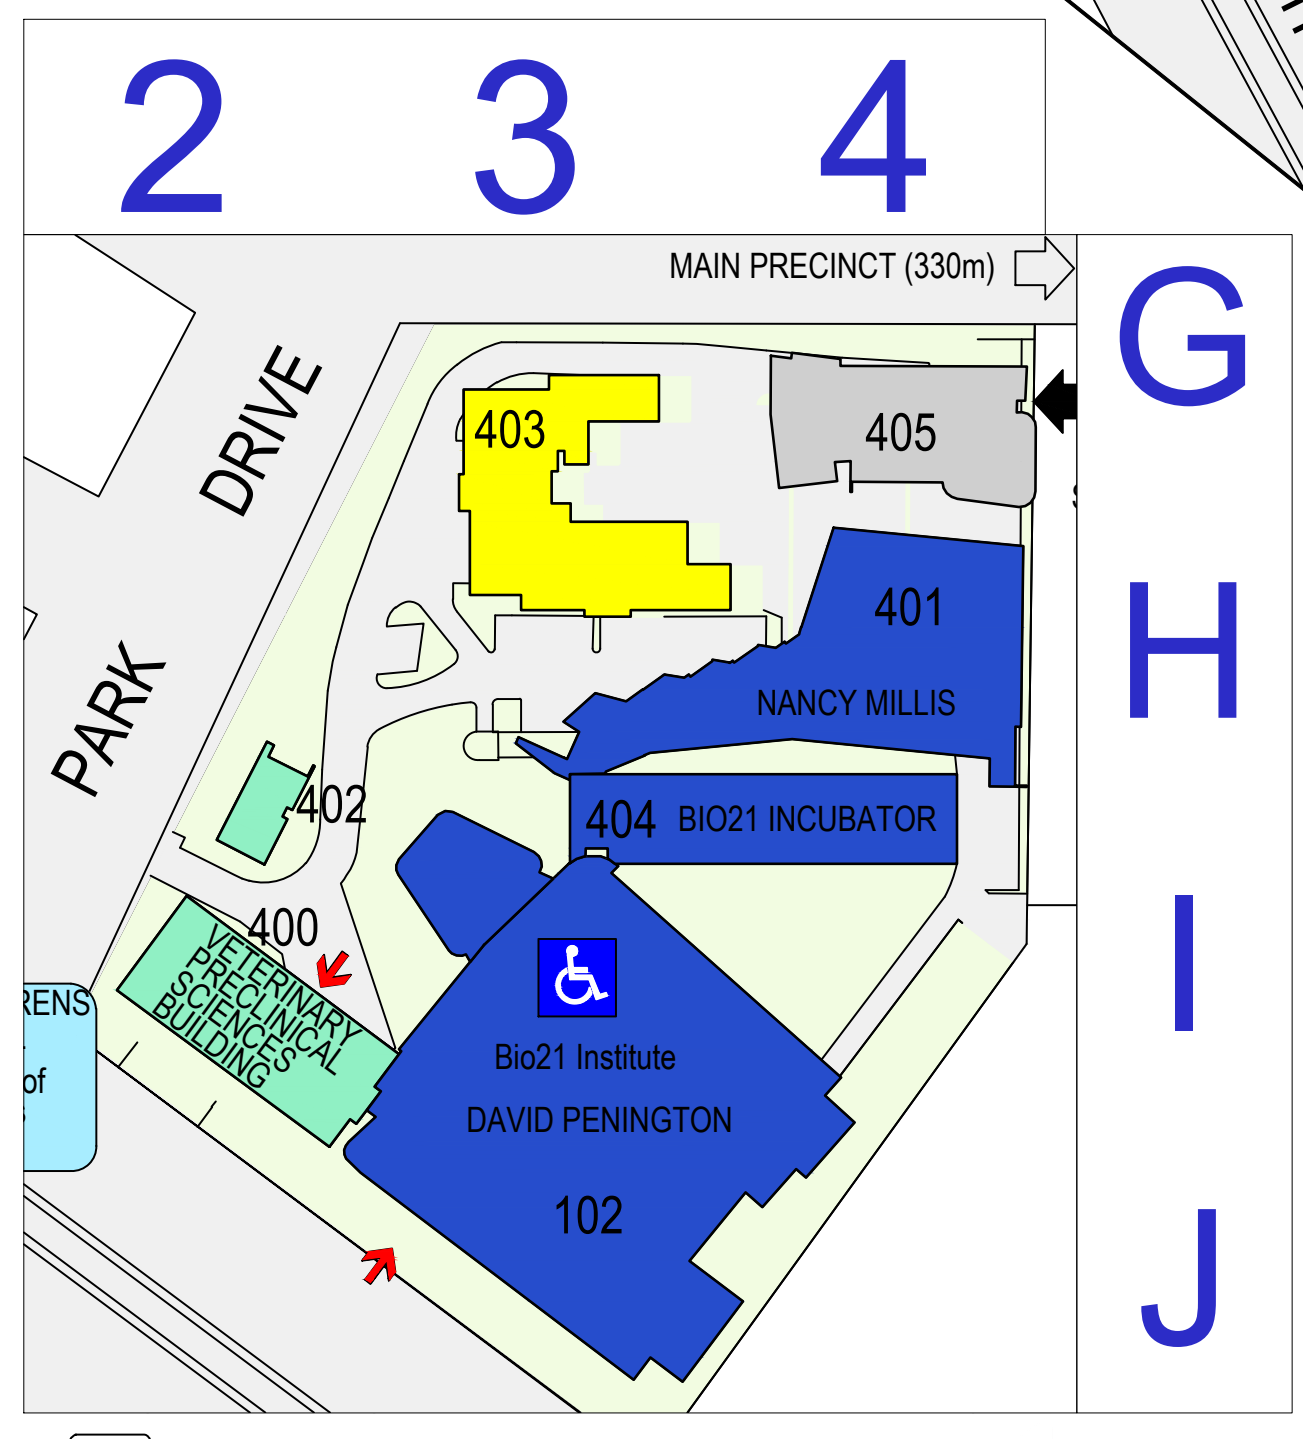 2 3 4
MAIN PRECINCT (330m)
G
DRIVE
403
405
401
H
PARK
NANCY MILLIS
402
404 BIO21 INCUBATOR
I
400
VETERINARY
PRECLINICAL
SCIENCES
BUILDING
RENS
of
Bio21 Institute
DAVID PENINGTON
102
J